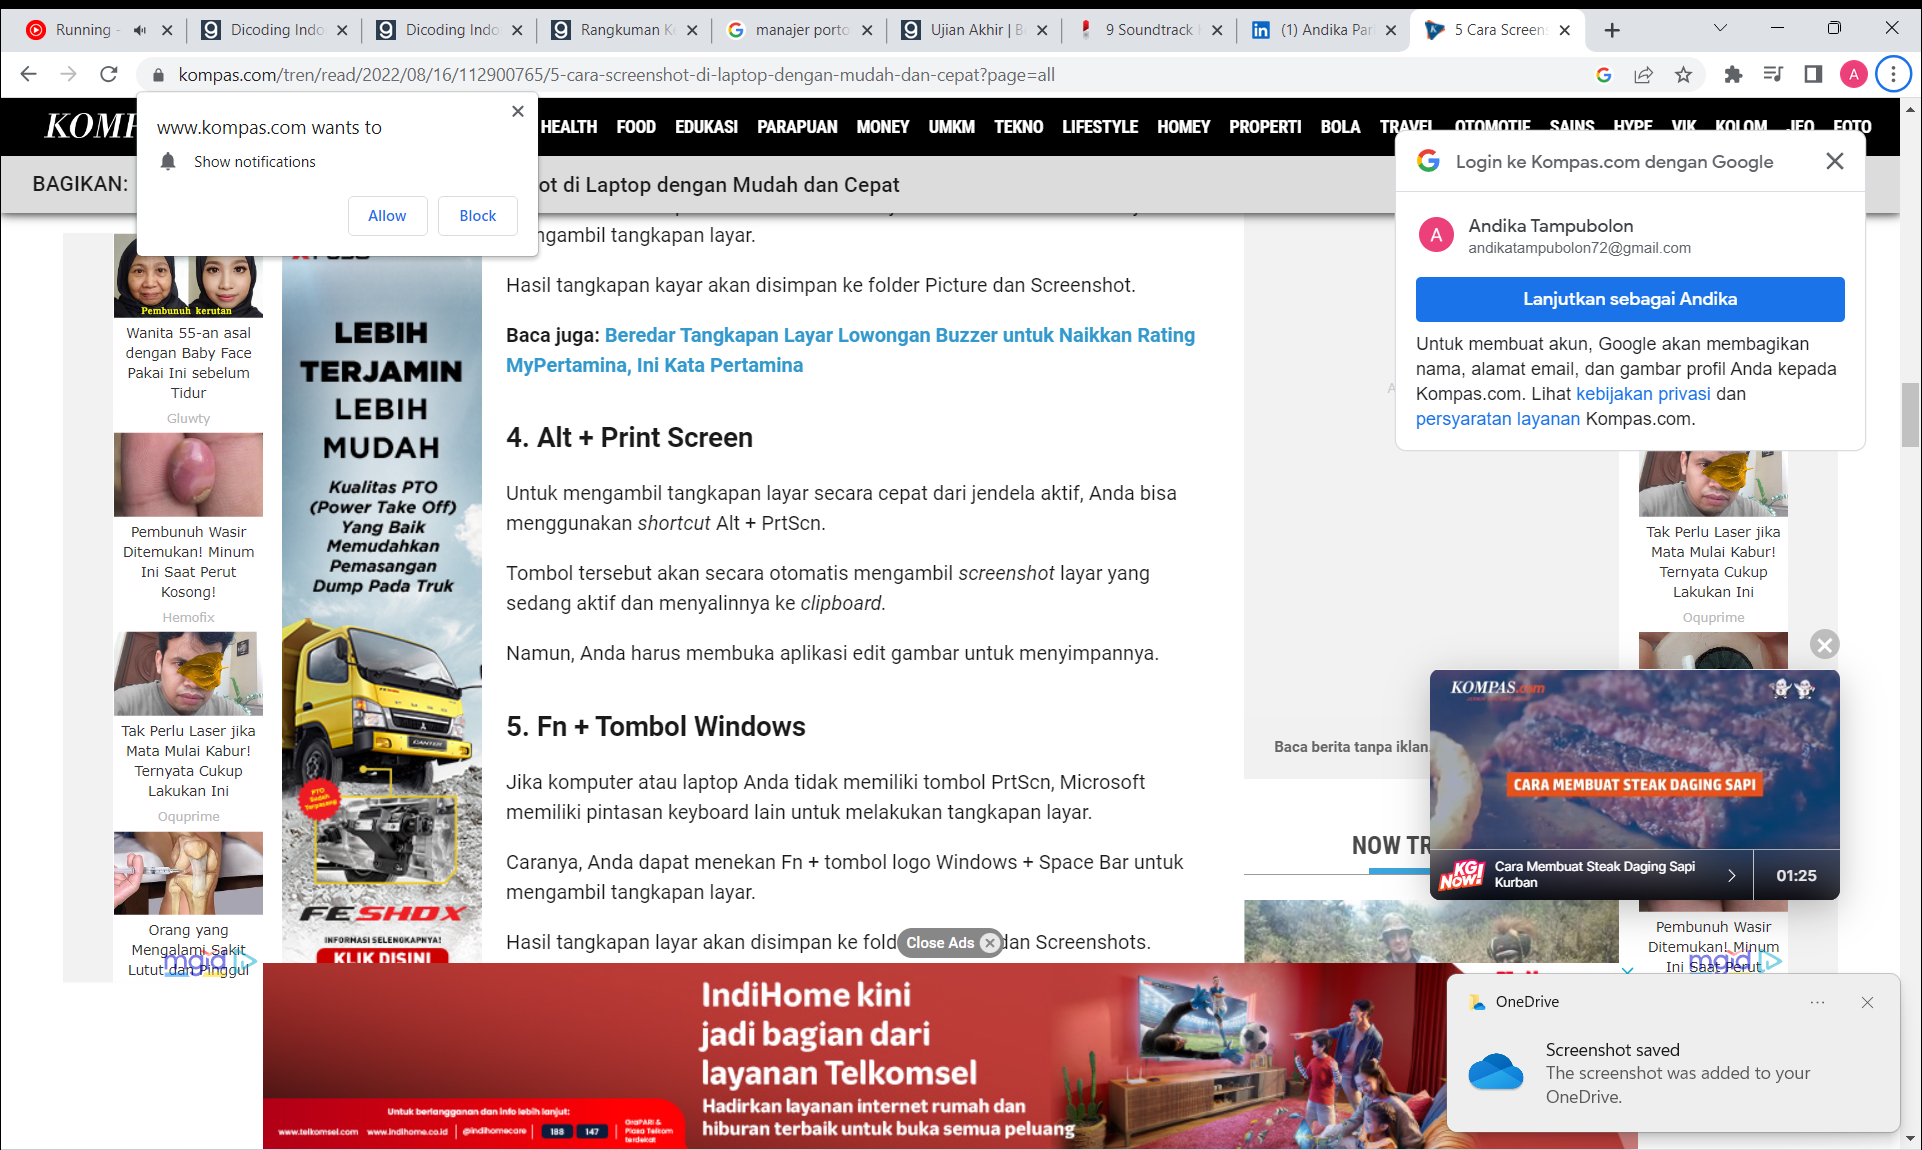 Running -
Dicoding Indo
Dicoding Indo
Rangkuman K
manajer porto
Ujian Akhir | B
9 Soundtrack
(1) Andika Par
5 Cara Screens
kompas.com/tren/read/2022/08/16/112900765/5-cara-screenshot-di-laptop-dengan-mudah-dan-cepat?page=all
A
www.kompas.com wants to
Show notifications
Allow
Block
KOMP
HEALTH FOOD EDUKASI PARAPUAN MONEY UMKM TEKNO LIFESTYLE HOMEY PROPERTI BOLA TRAVEL OTOMOTIF SAINS HYPE VIK KOLOM JEO FOTO
BAGIKAN:
ot di Laptop dengan Mudah dan Cepat
Login ke Kompas.com dengan Google
A
Andika Tampubolon
andikatampubolon72@gmail.com
Lanjutkan sebagai Andika
Untuk membuat akun, Google akan membagikan
nama, alamat email, dan gambar profil Anda kepada
Kompas.com. Lihat kebijakan privasi dan
persyaratan layanan Kompas.com.
Pembunuh kerutan
Wanita 55-an asal
dengan Baby Face
Pakai Ini sebelum
Tidur
Gluwty
Pembunuh Wasir
Ditemukan! Minum
Ini Saat Perut
Kosong!
Hemofix
Tak Perlu Laser jika
Mata Mulai Kabur!
Ternyata Cukup
Lakukan Ini
Oquprime
Orang yang
Mengalami Sakit
Lutut dan Pinggul
mgid
LEBIH
TERJAMIN
LEBIH
MUDAH
Kualitas PTO
(Power Take Off)
Yang Baik
Memudahkan
Pemasangan
Dump Pada Truk
CANTER
PTO
Sudah
Terpasang
FE SHDX
INFORMASI SELENGKAPNYA!
KLIK DISINI
ngambil tangkapan layar.
Hasil tangkapan kayar akan disimpan ke folder Picture dan Screenshot.
Baca juga: Beredar Tangkapan Layar Lowongan Buzzer untuk Naikkan Rating
MyPertamina, Ini Kata Pertamina
4. Alt + Print Screen
Untuk mengambil tangkapan layar secara cepat dari jendela aktif, Anda bisa
menggunakan shortcut Alt + PrtScn.
Tombol tersebut akan secara otomatis mengambil screenshot layar yang
sedang aktif dan menyalinnya ke clipboard.
Namun, Anda harus membuka aplikasi edit gambar untuk menyimpannya.
5. Fn + Tombol Windows
Jika komputer atau laptop Anda tidak memiliki tombol PrtScn, Microsoft
memiliki pintasan keyboard lain untuk melakukan tangkapan layar.
Caranya, Anda dapat menekan Fn + tombol logo Windows + Space Bar untuk
mengambil tangkapan layar.
Hasil tangkapan layar akan disimpan ke fold
dan Screenshots.
Close Ads
A
Baca berita tanpa iklan.
NOW TR
Tak Perlu Laser jika
Mata Mulai Kabur!
Ternyata Cukup
Lakukan Ini
Oquprime
KOMPAS.com
CARA MEMBUAT STEAK DAGING SAPI
KG NOW!
Cara Membuat Steak Daging Sapi
Kurban
01:25
Pembunuh Wasir
Ditemukan! Minum
Ini Saat Perut
mgid
IndiHome kini
jadi bagian dari
layanan Telkomsel
Hadirkan layanan internet rumah dan
hiburan terbaik untuk buka semua peluang
Untuk berlangganan dan info lebih lanjut:
www.telkomsel.com www.indihome.co.id @indihomecare 188 147
GraPARI &
Plasa Telkom
terdekat
OneDrive
Screenshot saved
The screenshot was added to your
OneDrive.